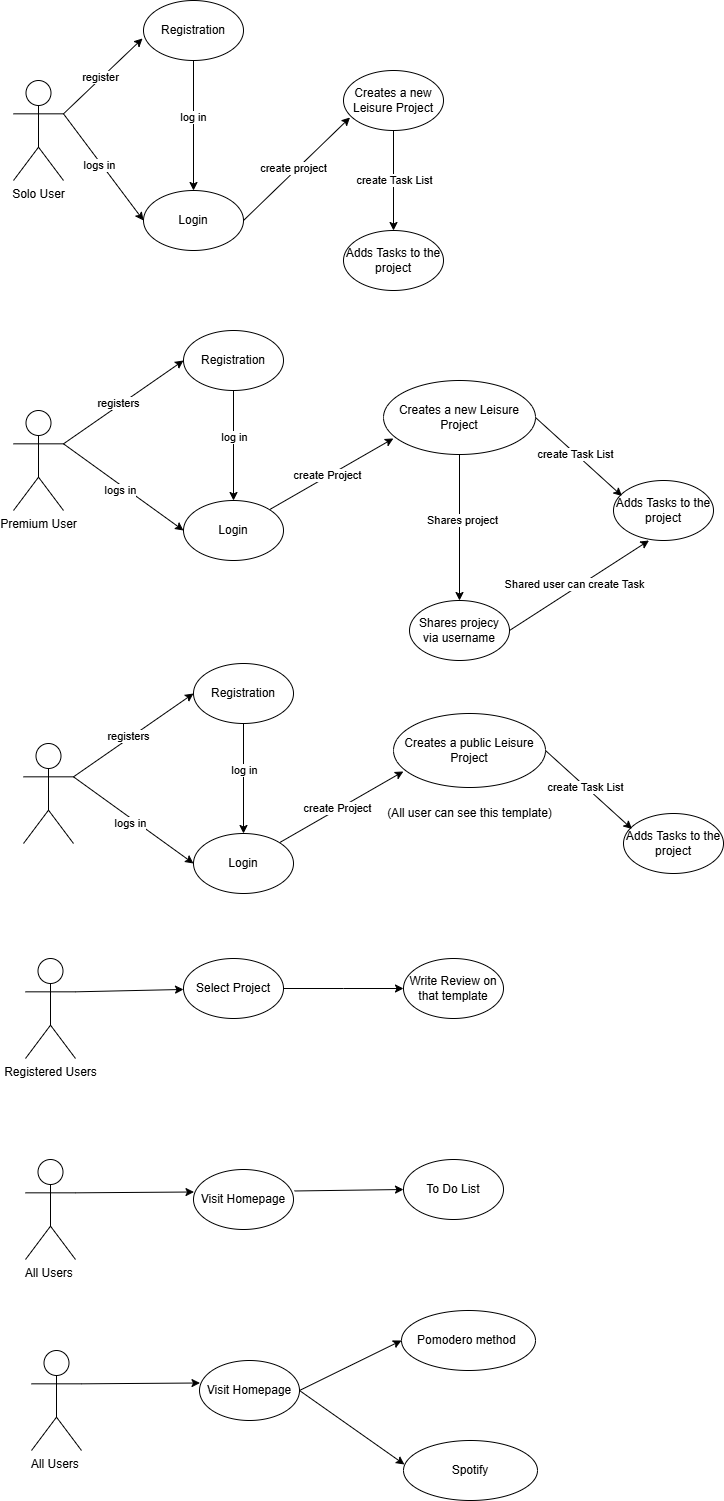 Registration
register
Creates a new
Leisure Project
log in
logs in
create project
create Task List
Solo User
Login
Adds Tasks to the
project
Registration
registers
Creates a new Leisure
Project
log in
create Task List
create Project
logs in
Adds Tasks to the
project
Shares project
Premium User
Login
Shared user can create Task
Shares projecy
via username
Registration
registers
Creates a public Leisure
Project
log in
create Task List
create Project
(All user can see this template)
logs in
Adds Tasks to the
project
Login
Select Project
Write Review on
that template
Registered Users
Visit Homepage
To Do List
All Users
Pomodero method
Visit Homepage
All Users
Spotify